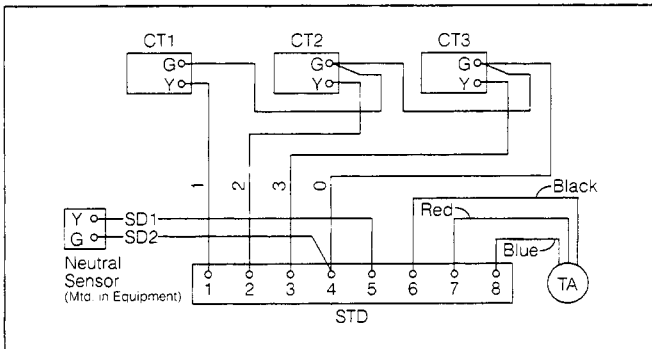 CT1 CT2 CT3
G G G
Y Y Y
1 2 3 0
Black
Red
Y SD1
G SD2
Blue
Neutral
Sensor
(Mtd. in Equipment)
1 2 3 4 5 6 7 8
TA
STD